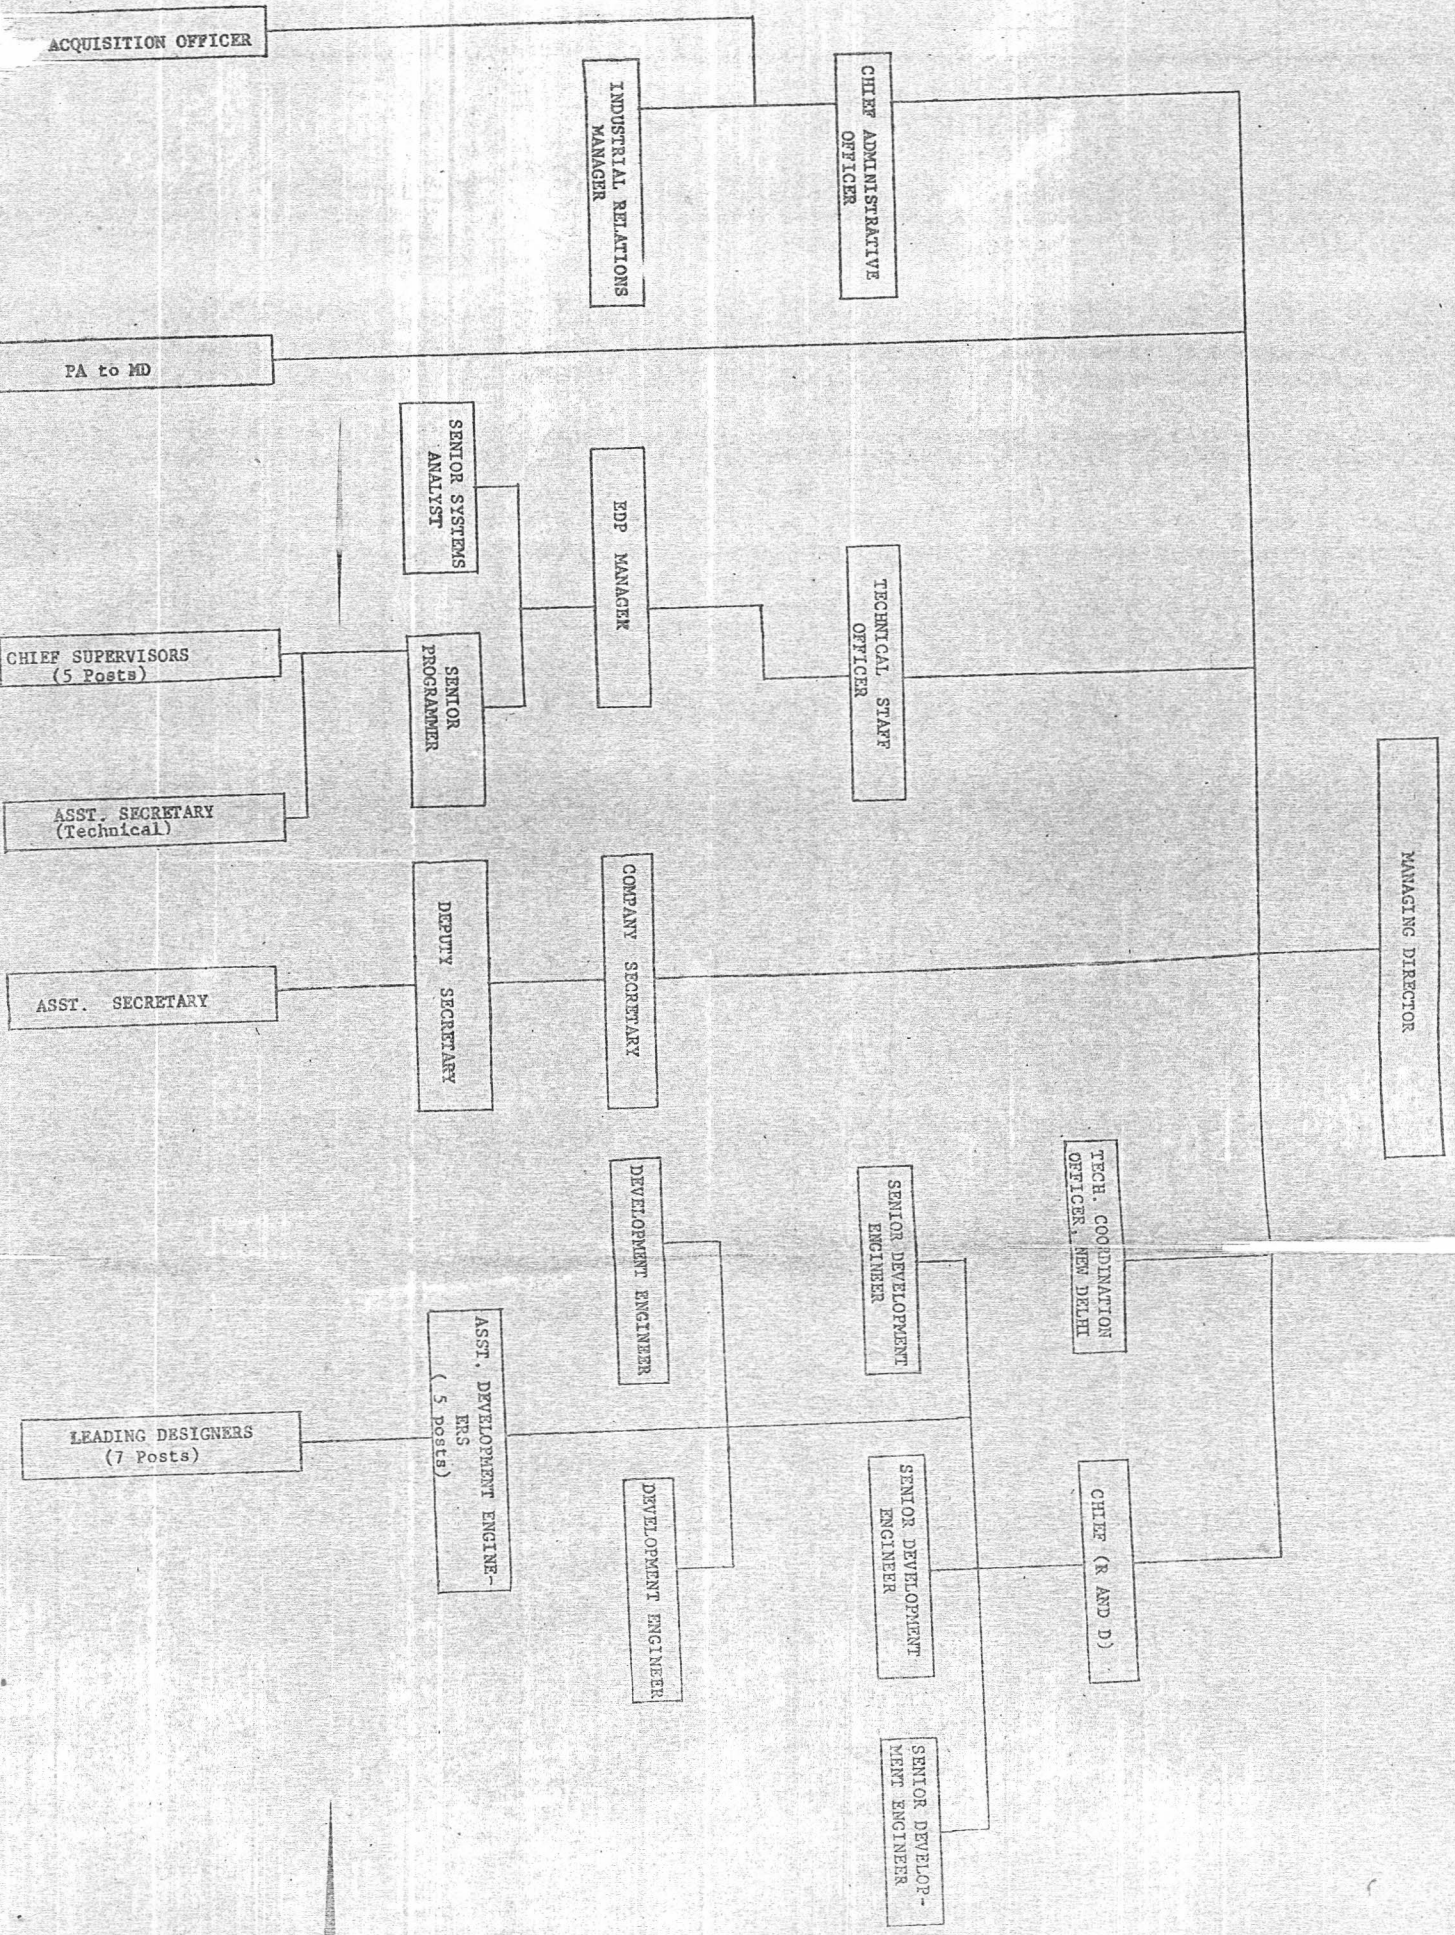 MANAGING DIRECTOR
CHIEF ADMINISTRATIVE
OFFICER
INDUSTRIAL RELATIONS
MANAGER
ACQUISITION OFFICER
PA to MD
TECHNICAL STAFF
OFFICER
EDP MANAGER
SENIOR SYSTEMS
ANALYST
SENIOR
PROGRAMMER
CHIEF SUPERVISORS
(5 Posts)
ASST. SECRETARY
(Technical)
COMPANY SECRETARY
DEPUTY SECRETARY
ASST. SECRETARY
TECH. COORDINATION
OFFICER, NEW DELHI
CHIEF (R AND D)
SENIOR DEVELOPMENT
ENGINEER
SENIOR DEVELOPMENT
ENGINEER
SENIOR DEVELOP-
MENT ENGINEER
DEVELOPMENT ENGINEER
DEVELOPMENT ENGINEER
ASST. DEVELOPMENT ENGINE-
ERS
( 5 posts)
LEADING DESIGNERS
(7 Posts)